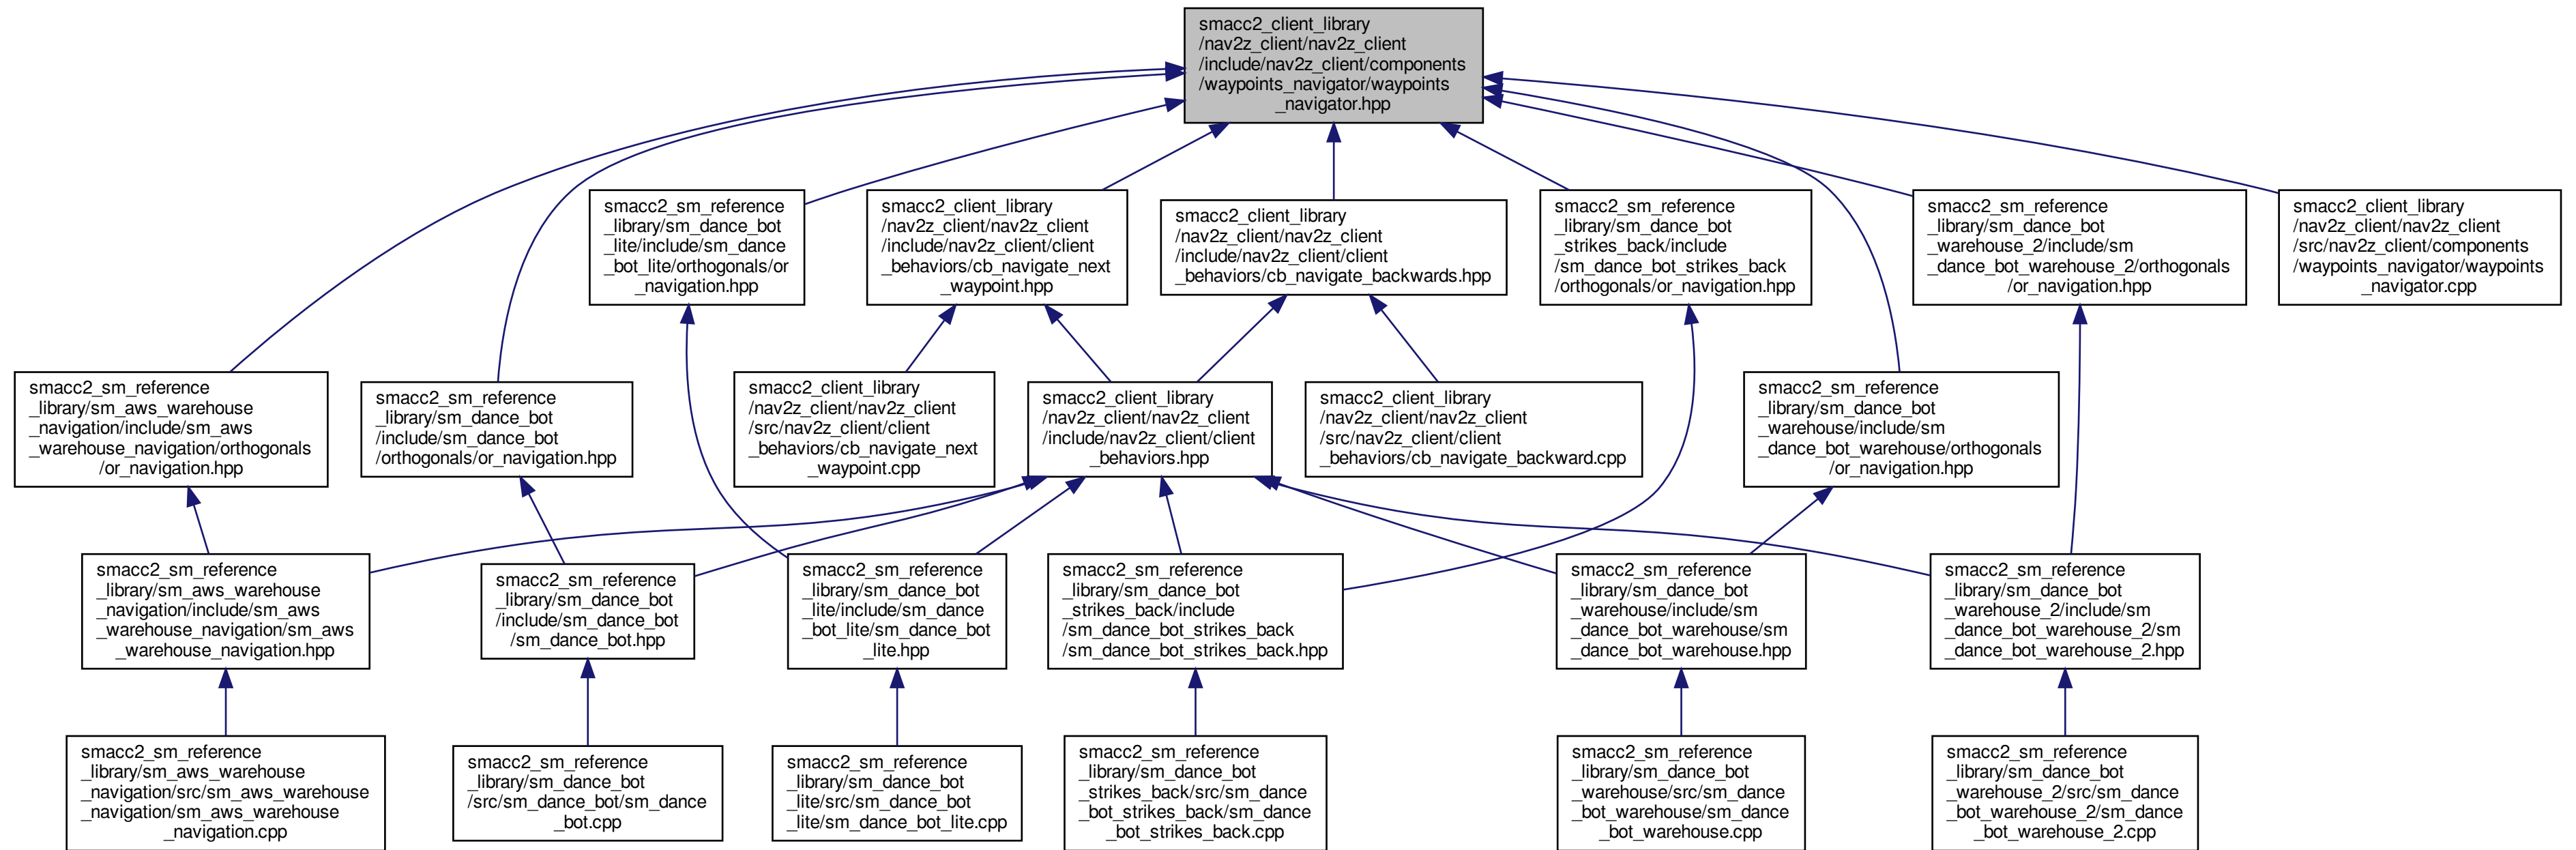 smacc2_client_library
/nav2z_client/nav2z_client
/include/nav2z_client/components
/waypoints_navigator/waypoints
_navigator.hpp
smacc2_sm_reference
_library/sm_dance_bot
_lite/include/sm_dance
_bot_lite/orthogonals/or
_navigation.hpp
smacc2_client_library
/nav2z_client/nav2z_client
/include/nav2z_client/client
_behaviors/cb_navigate_next
_waypoint.hpp
smacc2_client_library
/nav2z_client/nav2z_client
/include/nav2z_client/client
_behaviors/cb_navigate_backwards.hpp
smacc2_sm_reference
_library/sm_dance_bot
_strikes_back/include
/sm_dance_bot_strikes_back
/orthogonals/or_navigation.hpp
smacc2_sm_reference
_library/sm_dance_bot
_warehouse_2/include/sm
_dance_bot_warehouse_2/orthogonals
/or_navigation.hpp
smacc2_client_library
/nav2z_client/nav2z_client
/src/nav2z_client/components
/waypoints_navigator/waypoints
_navigator.cpp
smacc2_sm_reference
_library/sm_aws_warehouse
_navigation/include/sm_aws
_warehouse_navigation/orthogonals
/or_navigation.hpp
smacc2_sm_reference
_library/sm_dance_bot
/include/sm_dance_bot
/orthogonals/or_navigation.hpp
smacc2_client_library
/nav2z_client/nav2z_client
/src/nav2z_client/client
_behaviors/cb_navigate_next
_waypoint.cpp
smacc2_client_library
/nav2z_client/nav2z_client
/include/nav2z_client/client
_behaviors.hpp
smacc2_client_library
/nav2z_client/nav2z_client
/src/nav2z_client/client
_behaviors/cb_navigate_backward.cpp
smacc2_sm_reference
_library/sm_dance_bot
_warehouse/include/sm
_dance_bot_warehouse/orthogonals
/or_navigation.hpp
smacc2_sm_reference
_library/sm_aws_warehouse
_navigation/include/sm_aws
_warehouse_navigation/sm_aws
_warehouse_navigation.hpp
smacc2_sm_reference
_library/sm_dance_bot
/include/sm_dance_bot
/sm_dance_bot.hpp
smacc2_sm_reference
_library/sm_dance_bot
_lite/include/sm_dance
_bot_lite/sm_dance_bot
_lite.hpp
smacc2_sm_reference
_library/sm_dance_bot
_strikes_back/include
/sm_dance_bot_strikes_back
/sm_dance_bot_strikes_back.hpp
smacc2_sm_reference
_library/sm_dance_bot
_warehouse/include/sm
_dance_bot_warehouse/sm
_dance_bot_warehouse.hpp
smacc2_sm_reference
_library/sm_dance_bot
_warehouse_2/include/sm
_dance_bot_warehouse_2/sm
_dance_bot_warehouse_2.hpp
smacc2_sm_reference
_library/sm_aws_warehouse
_navigation/src/sm_aws_warehouse
_navigation/sm_aws_warehouse
_navigation.cpp
smacc2_sm_reference
_library/sm_dance_bot
/src/sm_dance_bot/sm_dance
_bot.cpp
smacc2_sm_reference
_library/sm_dance_bot
_lite/src/sm_dance_bot
_lite/sm_dance_bot_lite.cpp
smacc2_sm_reference
_library/sm_dance_bot
_strikes_back/src/sm_dance
_bot_strikes_back/sm_dance
_bot_strikes_back.cpp
smacc2_sm_reference
_library/sm_dance_bot
_warehouse/src/sm_dance
_bot_warehouse/sm_dance
_bot_warehouse.cpp
smacc2_sm_reference
_library/sm_dance_bot
_warehouse_2/src/sm_dance
_bot_warehouse_2/sm_dance
_bot_warehouse_2.cpp